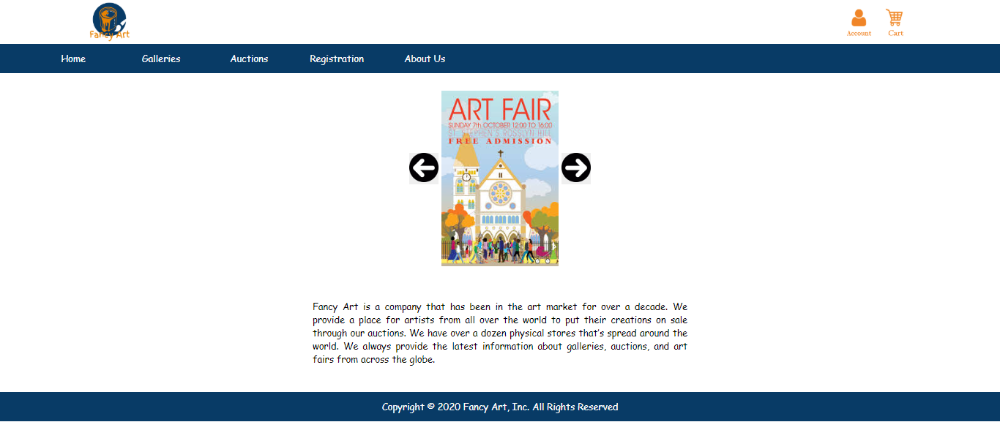 Fancy Art
Account
Cart
Home
Galleries
Auctions
Registration
About Us
ART FAIR
SUNDAY 7th OCTOBER 12:00 TO 16:00
ST. STEPHEN'S ROSSLYN HILL
FREE ADMISSION
Fancy Art is a company that has been in the art market for over a decade. We
provide a place for artists from all over the world to put their creations on sale
through our auctions. We have over a dozen physical stores that's spread around the
world. We always provide the latest information about galleries, auctions, and art
fairs from across the globe.
Copyright © 2020 Fancy Art, Inc. All Rights Reserved